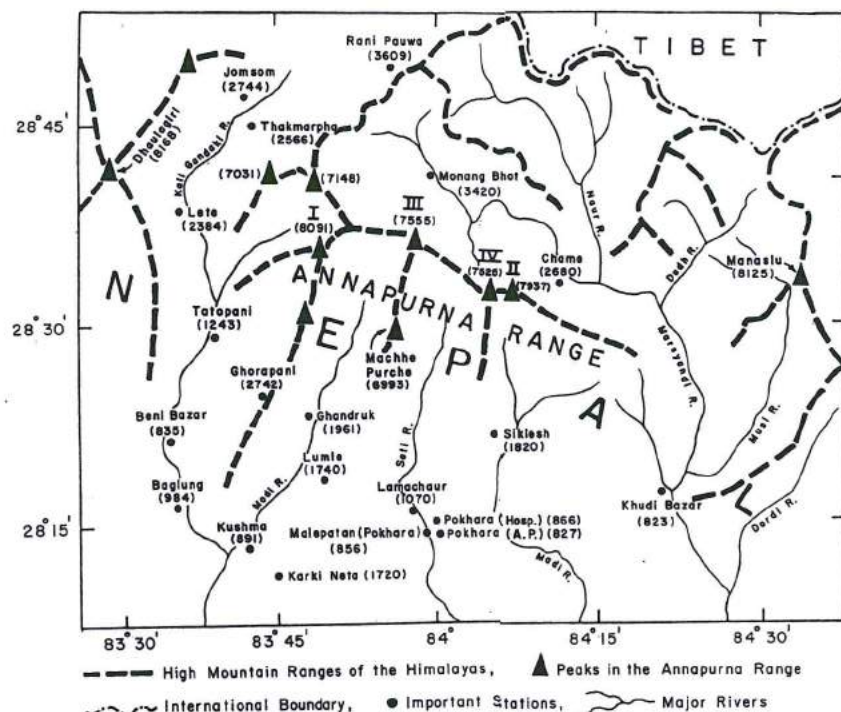 TIBET
Rani Pauwa
(3609)
Jomsom
(2744)
28°45'
Thakmarpha
(2566)
Dhaulagiri
(8168)
Kali Gandaki R.
(7031)
(7148)
Monang Bhot
(3420)
Naur R.
Lete
(2384)
I
(8091)
III
(7555)
IV
(7525)
II
(7937)
Chame
(2680)
Dudh R.
Manaslu
(8125)
N
E
P
A
L
ANNAPURNA RANGE
Tatopani
(1243)
28°30'
Machhe
Purche
(6993)
Marsyandi R.
Ghorapani
(2742)
Beni Bazar
(835)
Ghandruk
(1961)
Seti R.
Siklesh
(1820)
Musi R.
Lumle
(1740)
Baglung
(984)
Modi R.
Lamachaur
(1070)
Khudi Bazar
(823)
Dordi R.
28°15'
Kushma
(891)
Malepatan (Pokhara)
(856)
Pokhara (Hosp.) (866)
Pokhara (A.P.) (827)
Madi R.
Karki Neta (1720)
83°30'
83°45'
84°
84°15'
84°30'
High Mountain Ranges of the Himalayas,
Peaks in the Annapurna Range
International Boundary,
Important Stations,
Major Rivers